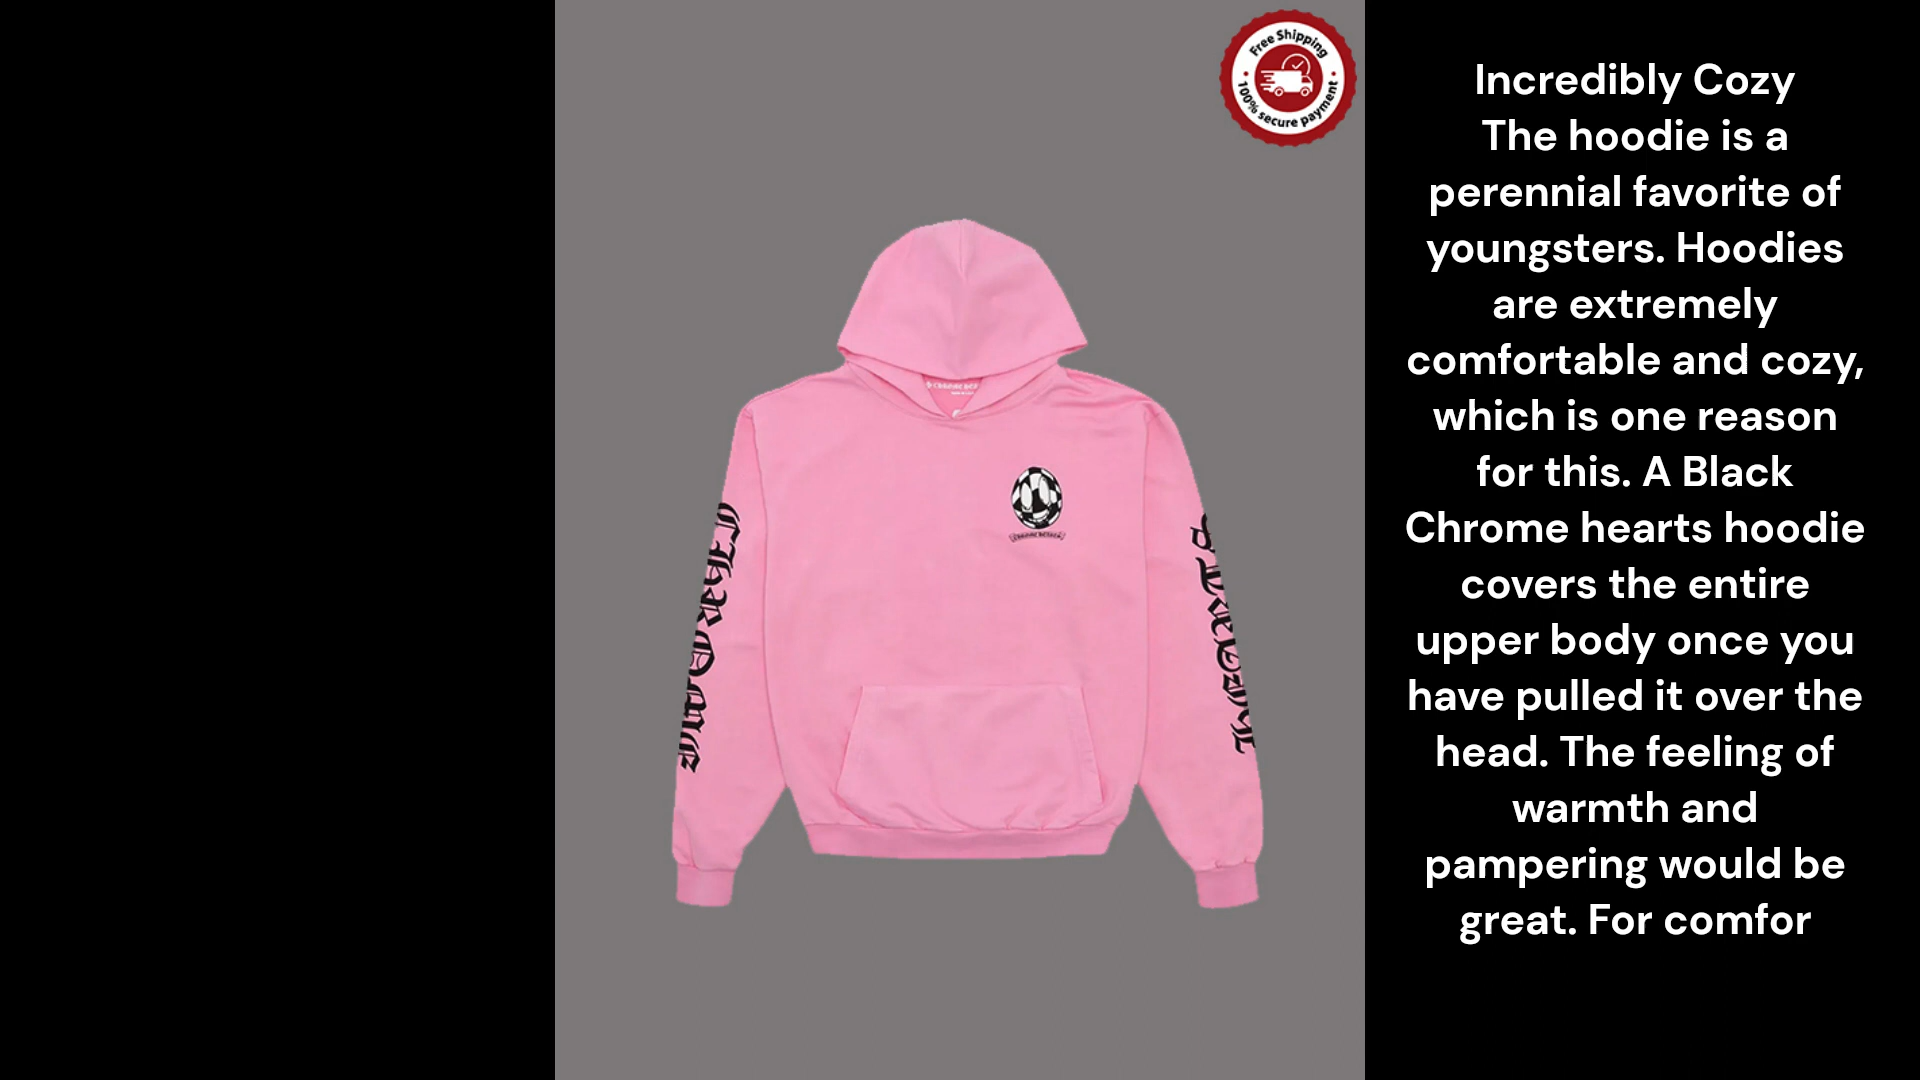 Free Shipping
100% secure payment
Incredibly Cozy
The hoodie is a
perennial favorite of
youngsters. Hoodies
are extremely
comfortable and cozy,
which is one reason
for this. A Black
Chrome hearts hoodie
covers the entire
upper body once you
have pulled it over the
head. The feeling of
warmth and
pampering would be
great. For comfor